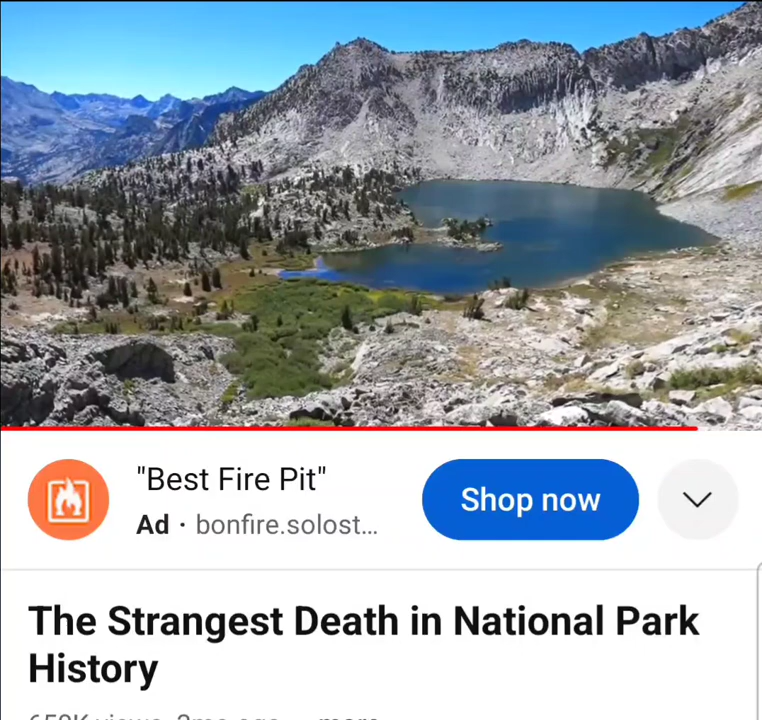 "Best Fire Pit"
Ad · bonfire.solost...
Shop now
The Strangest Death in National Park
History